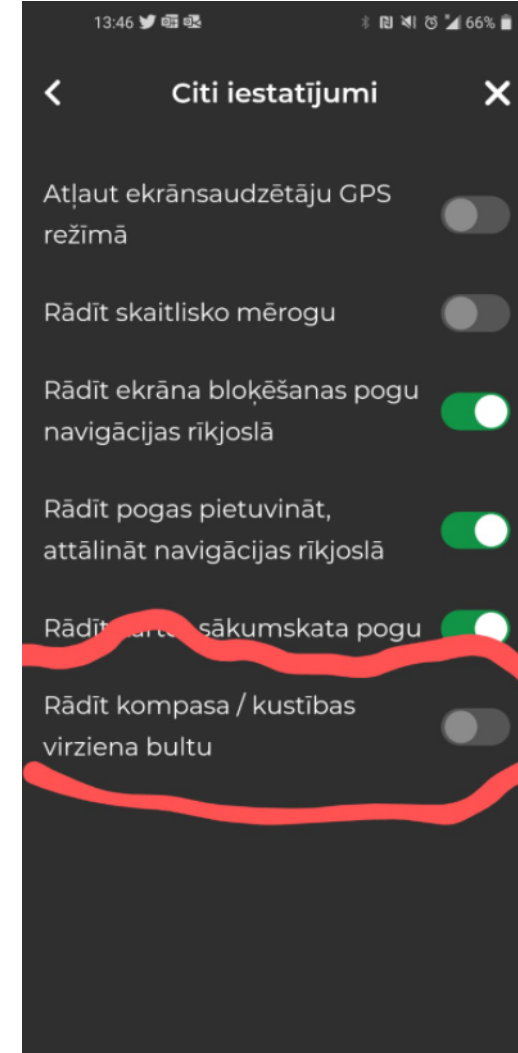 13:46 66%
Citi iestatījumi
Atļaut ekrānsaudzētāju GPS
režīmā
Rādīt skaitlisko mērogu
Rādīt ekrāna bloķēšanas pogu
navigācijas rīkjoslā
Rādīt pogas pietuvināt,
attālināt navigācijas rīkjoslā
Rādīt sākumskata pogu
Rādīt kompasa / kustības
virziena bultu